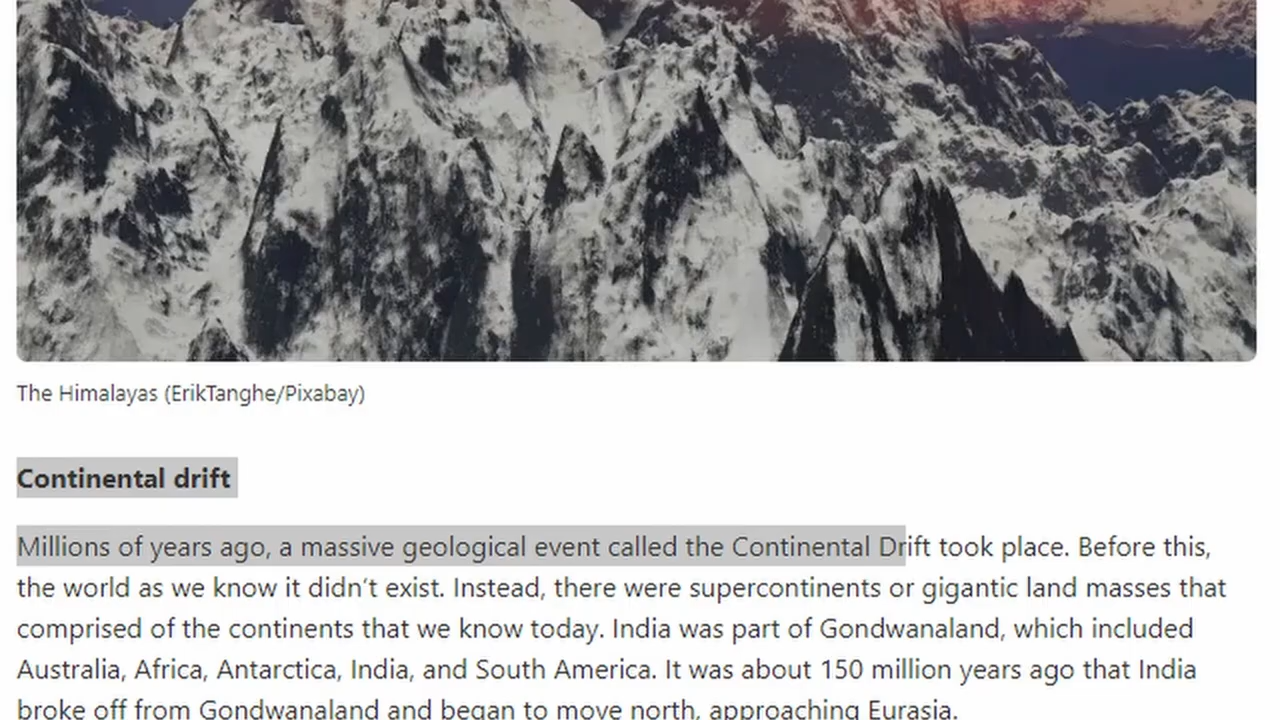 The Himalayas (ErikTanghe/Pixabay)
Continental drift
Millions of years ago, a massive geological event called the Continental Drift took place. Before this,
the world as we know it didn’t exist. Instead, there were supercontinents or gigantic land masses that
comprised of the continents that we know today. India was part of Gondwanaland, which included
Australia, Africa, Antarctica, India, and South America. It was about 150 million years ago that India
broke off from Gondwanaland and began to move north, approaching Eurasia.